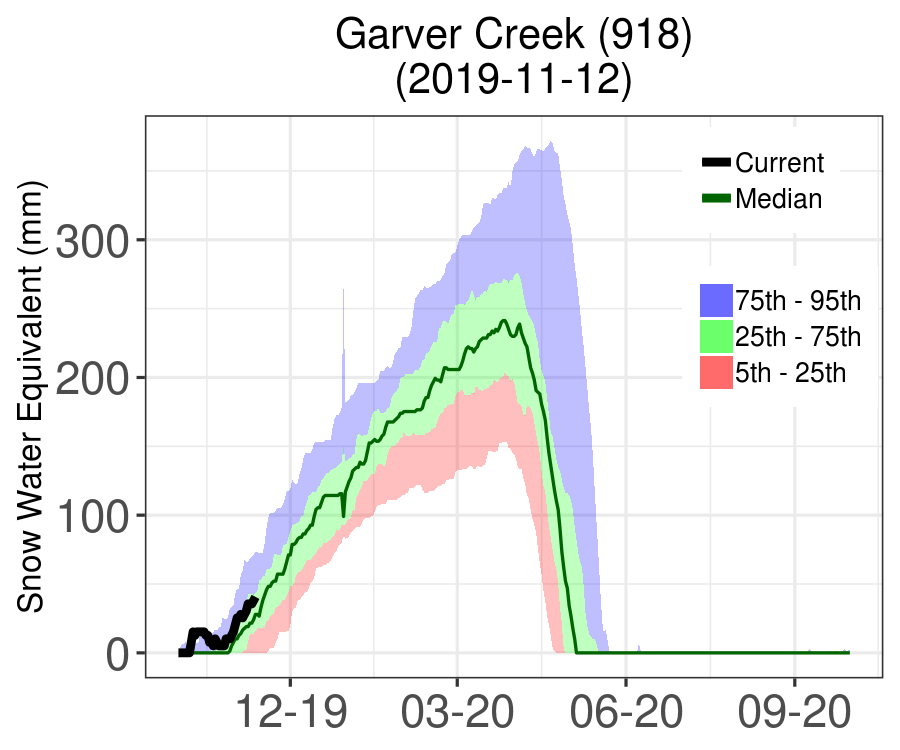 Garver Creek (918)
(2019-11-12)
Snow Water Equivalent (mm)
300
200
100
0
12-19
03-20
06-20
09-20
Current
Median
75th - 95th
25th - 75th
5th - 25th